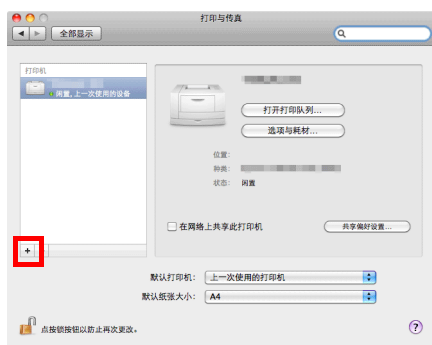 打印与传真
全部显示
打印机
闲置, 上一次使用的设备
打开打印队列...
选项与耗材...
位置:
种类:
状态: 闲置
在网络上共享此打印机
共享偏好设置...
+
默认打印机: 上一次使用的打印机
默认纸张大小: A4
点按锁按钮以防止再次更改。
?